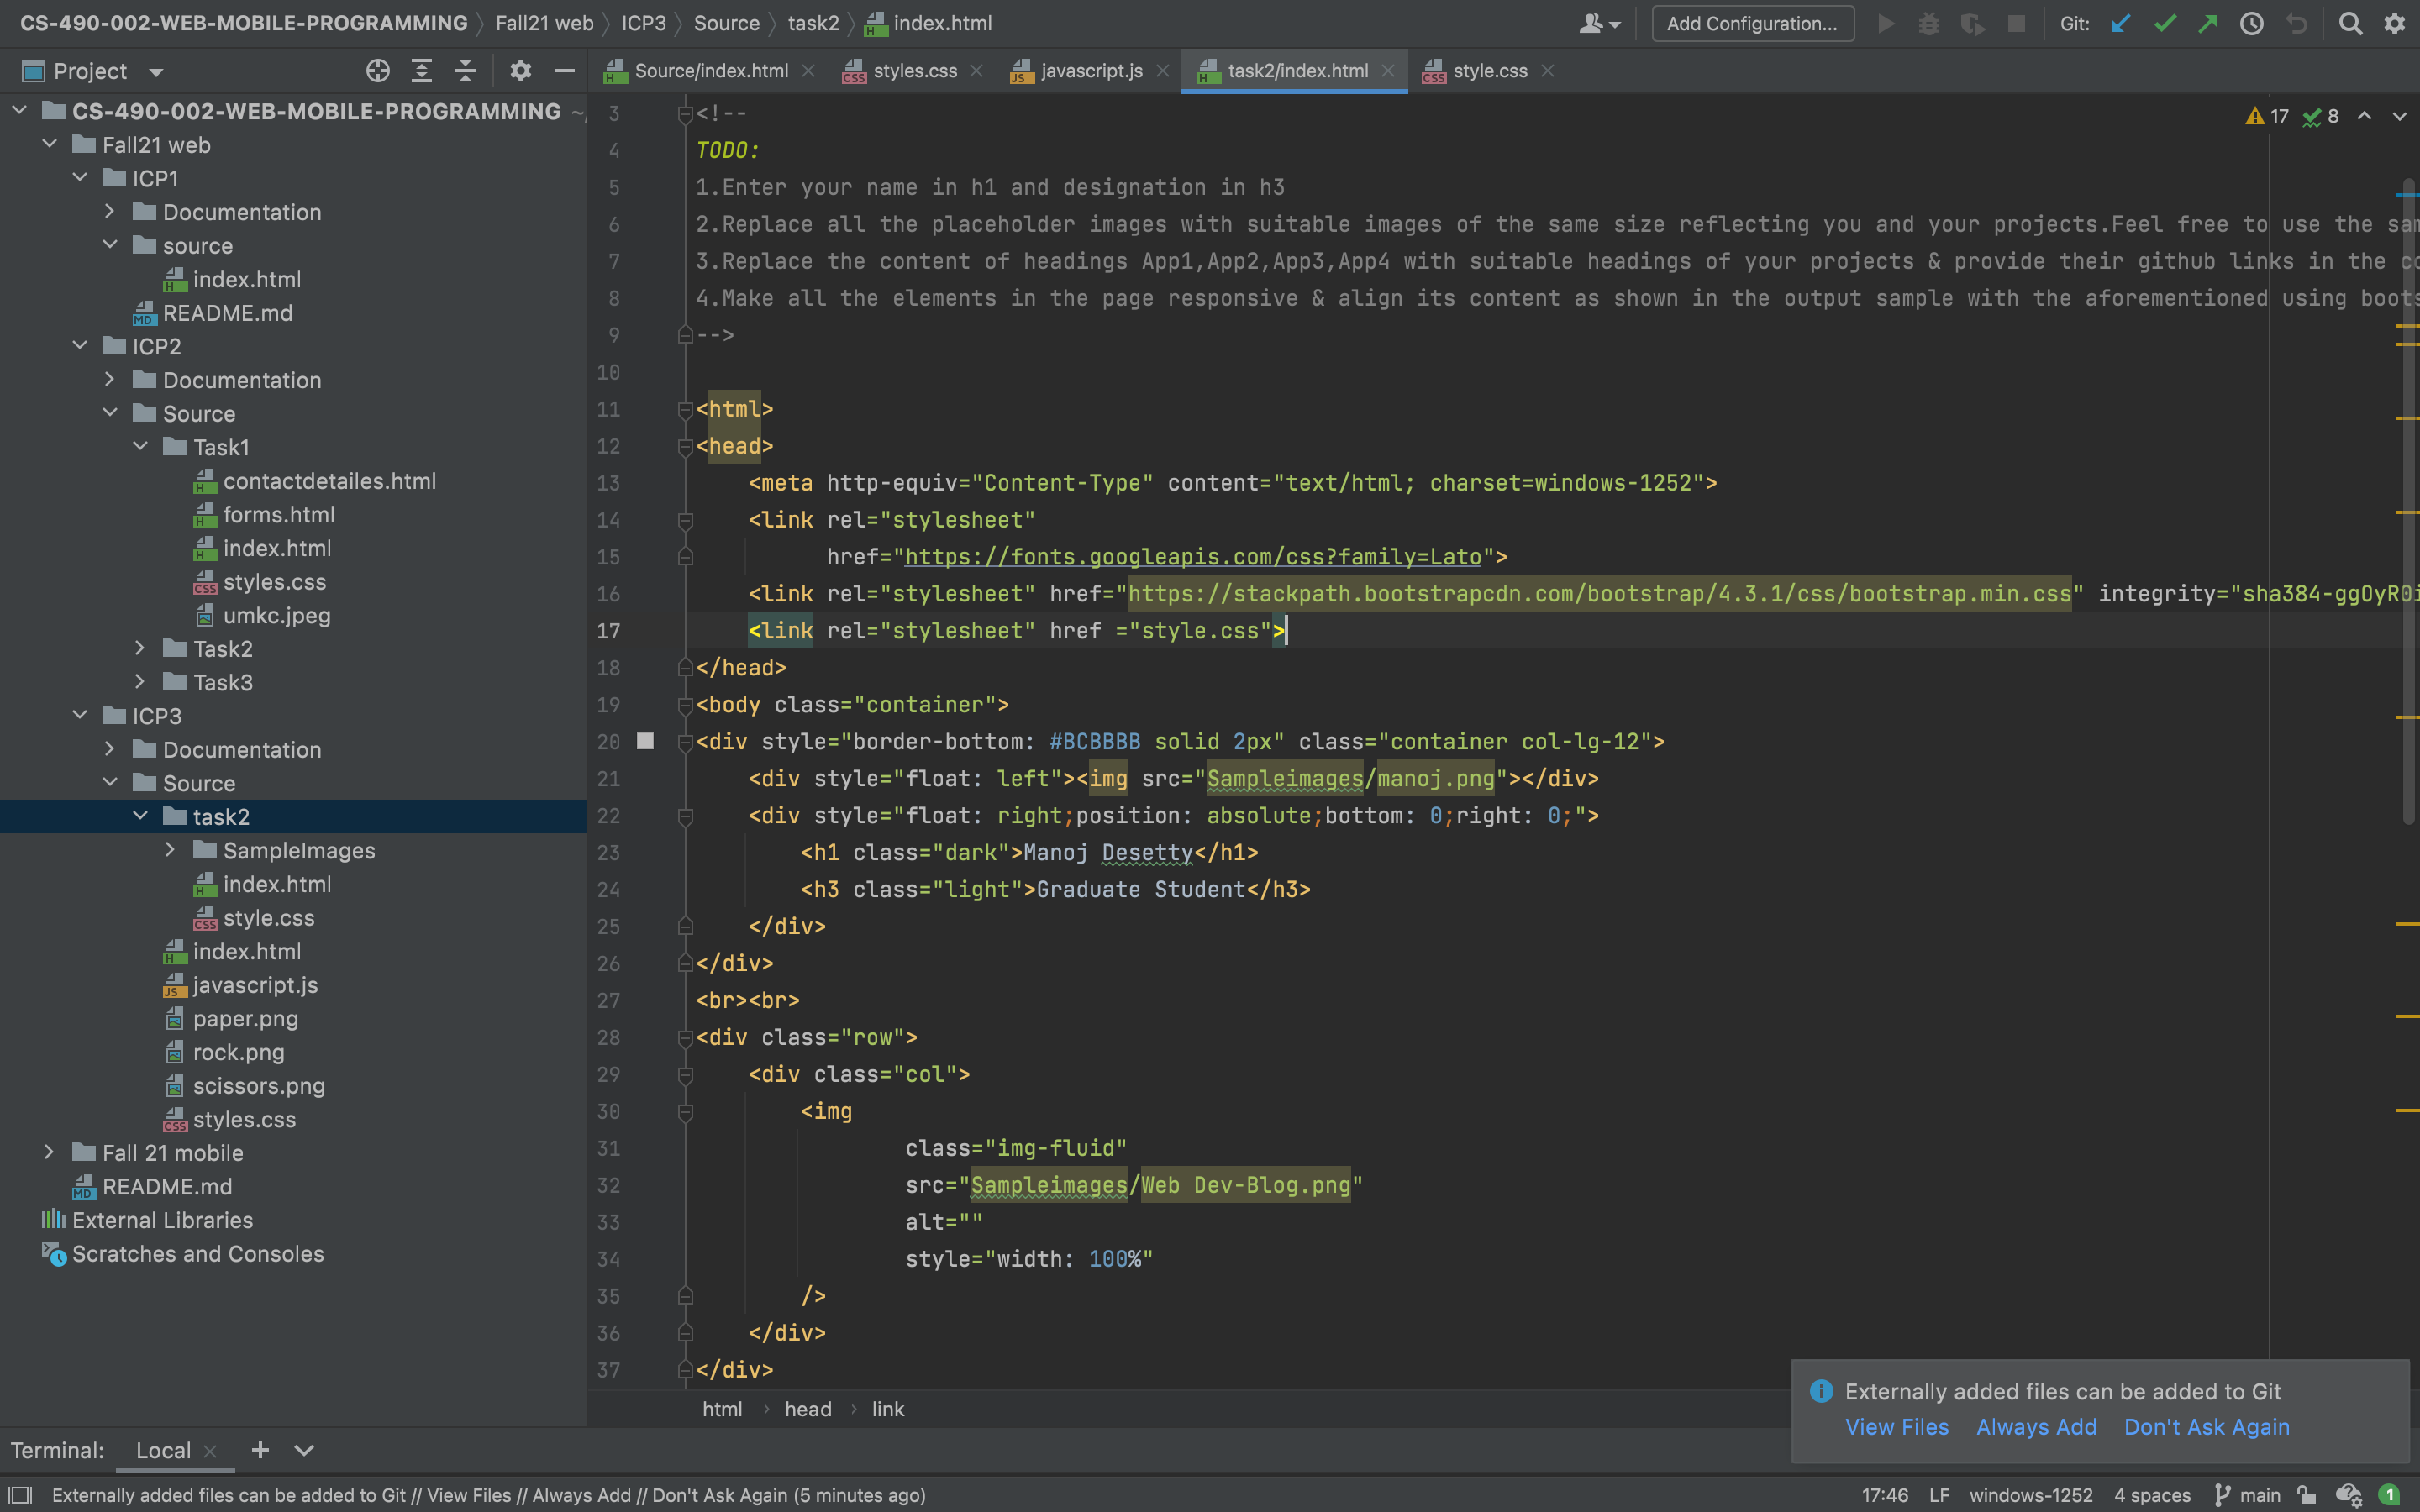 CS-490-002-WEB-MOBILE-PROGRAMMING Fall21 web ICP3 Source task2 index.html Add Configuration... Git:
Project
Source/index.html styles.css javascript.js task2/index.html style.css
CS-490-002-WEB-MOBILE-PROGRAMMING ~/
Fall21 web
ICP1
Documentation
source
index.html
README.md
ICP2
Documentation
Source
Task1
contactdetailes.html
forms.html
index.html
styles.css
umkc.jpeg
Task2
Task3
ICP3
Documentation
Source
task2
SampleImages
index.html
style.css
index.html
javascript.js
paper.png
rock.png
scissors.png
styles.css
Fall 21 mobile
README.md
External Libraries
Scratches and Consoles
17 8
3 <!--
4 TODO:
5 1.Enter your name in h1 and designation in h3
6 2.Replace all the placeholder images with suitable images of the same size reflecting you and your projects.Feel free to use the sam
7 3.Replace the content of headings App1,App2,App3,App4 with suitable headings of your projects & provide their github links in the co
8 4.Make all the elements in the page responsive & align its content as shown in the output sample with the aforementioned using boots
9 -->
10
11 <html>
12 <head>
13 <meta http-equiv="Content-Type" content="text/html; charset=windows-1252">
14 <link rel="stylesheet"
15 href="https://fonts.googleapis.com/css?family=Lato">
16 <link rel="stylesheet" href="https://stackpath.bootstrapcdn.com/bootstrap/4.3.1/css/bootstrap.min.css" integrity="sha384-ggOyR0i
17 <link rel="stylesheet" href ="style.css">
18 </head>
19 <body class="container">
20 <div style="border-bottom: #BCBBBB solid 2px" class="container col-lg-12">
21 <div style="float: left"><img src="Sampleimages/manoj.png"></div>
22 <div style="float: right;position: absolute;bottom: 0;right: 0;">
23 <h1 class="dark">Manoj Desetty</h1>
24 <h3 class="light">Graduate Student</h3>
25 </div>
26 </div>
27 <br><br>
28 <div class="row">
29 <div class="col">
30 <img
31 class="img-fluid"
32 src="Sampleimages/Web Dev-Blog.png"
33 alt=""
34 style="width: 100%"
35 />
36 </div>
37 </div>
html head link
Externally added files can be added to Git
View Files Always Add Don't Ask Again
Terminal: Local
Externally added files can be added to Git // View Files // Always Add // Don't Ask Again (5 minutes ago) 17:46 LF windows-1252 4 spaces main 1